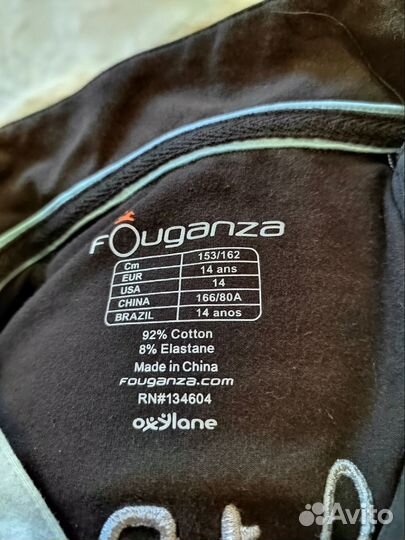 FOuganza
Cm 153/162
EUR 14 ans
USA 14
CHINA 166/80A
BRAZIL 14 anos
92% Cotton
8% Elastane
Made in China
FOUGANZA.COM
RN#134604
oxylane
Avito